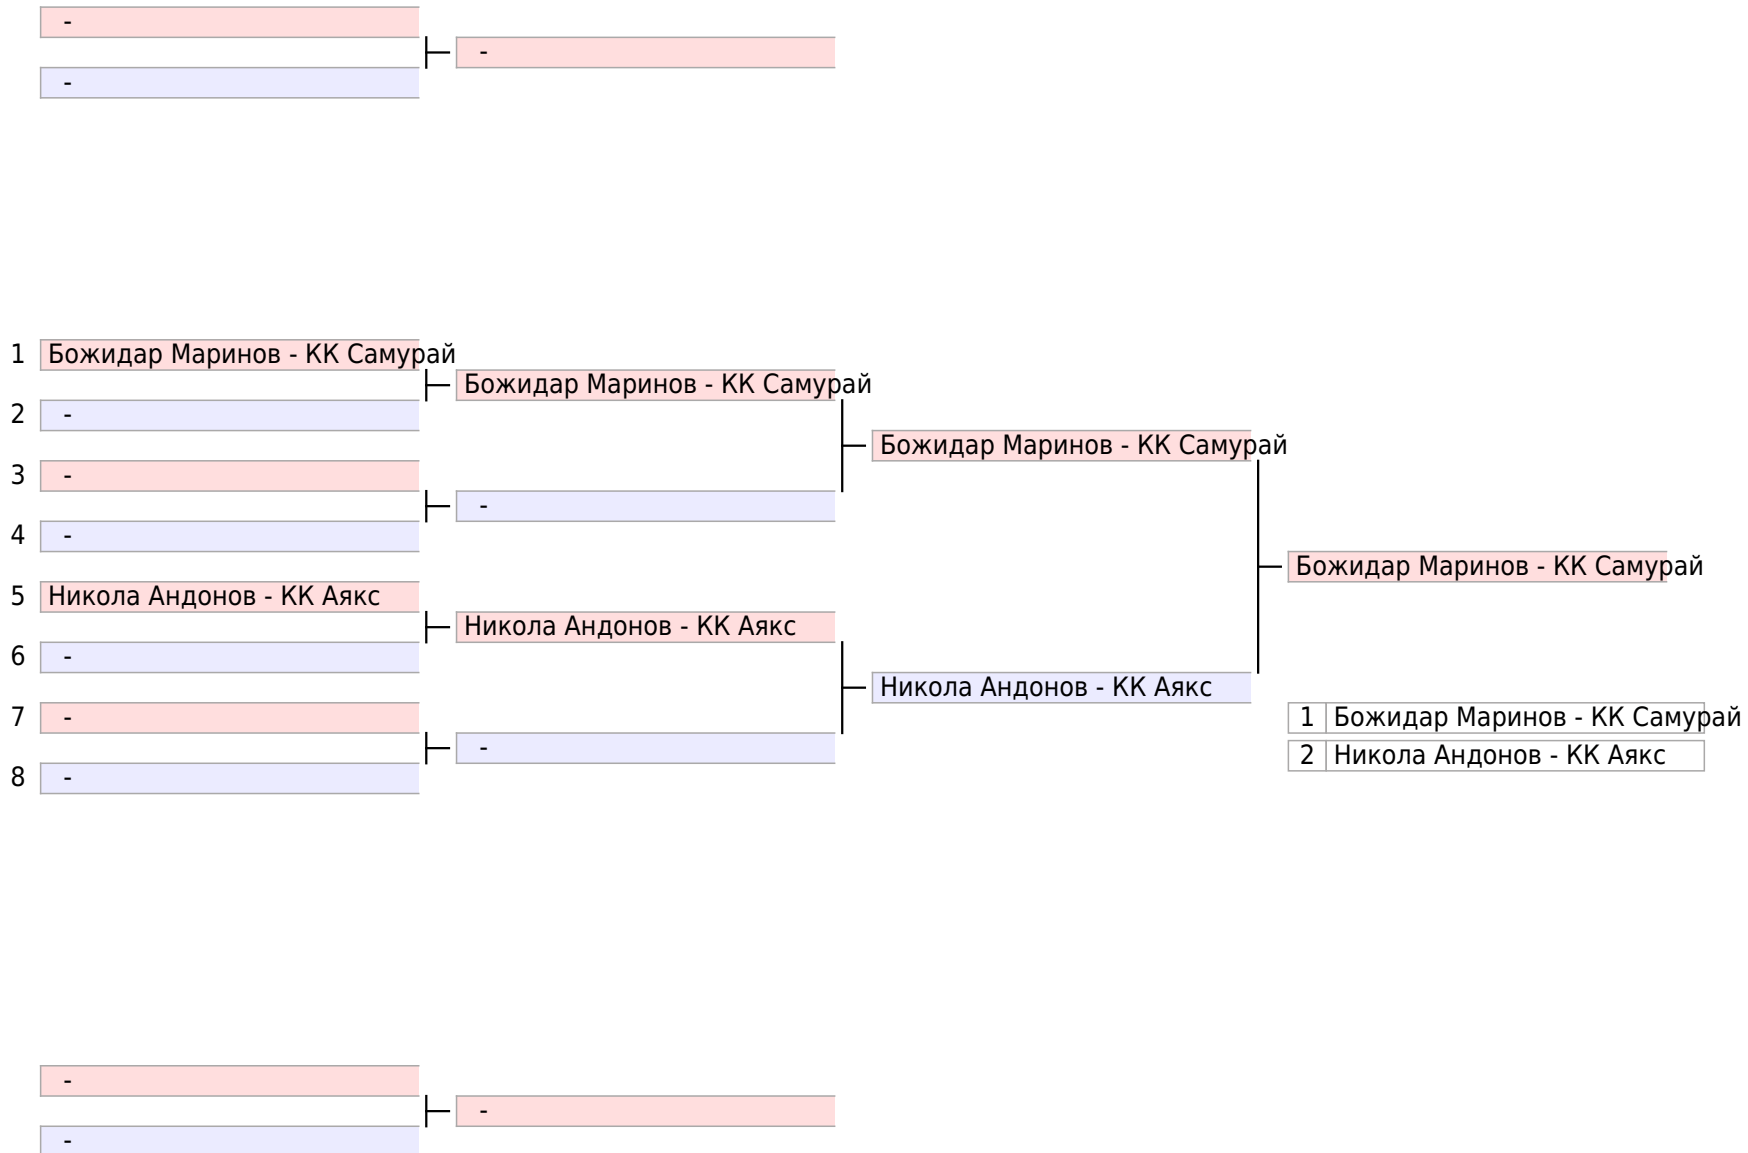 -
-
-
1 Божидар Маринов - КК Самурай
Божидар Маринов - КК Самурай
2 -
Божидар Маринов - КК Самурай
3 -
-
4 -
Божидар Маринов - КК Самурай
5 Никола Андонов - КК Аякс
Никола Андонов - КК Аякс
6 -
Никола Андонов - КК Аякс
7 -
1 Божидар Маринов - КК Самурай
-
2 Никола Андонов - КК Аякс
8 -
-
-
-